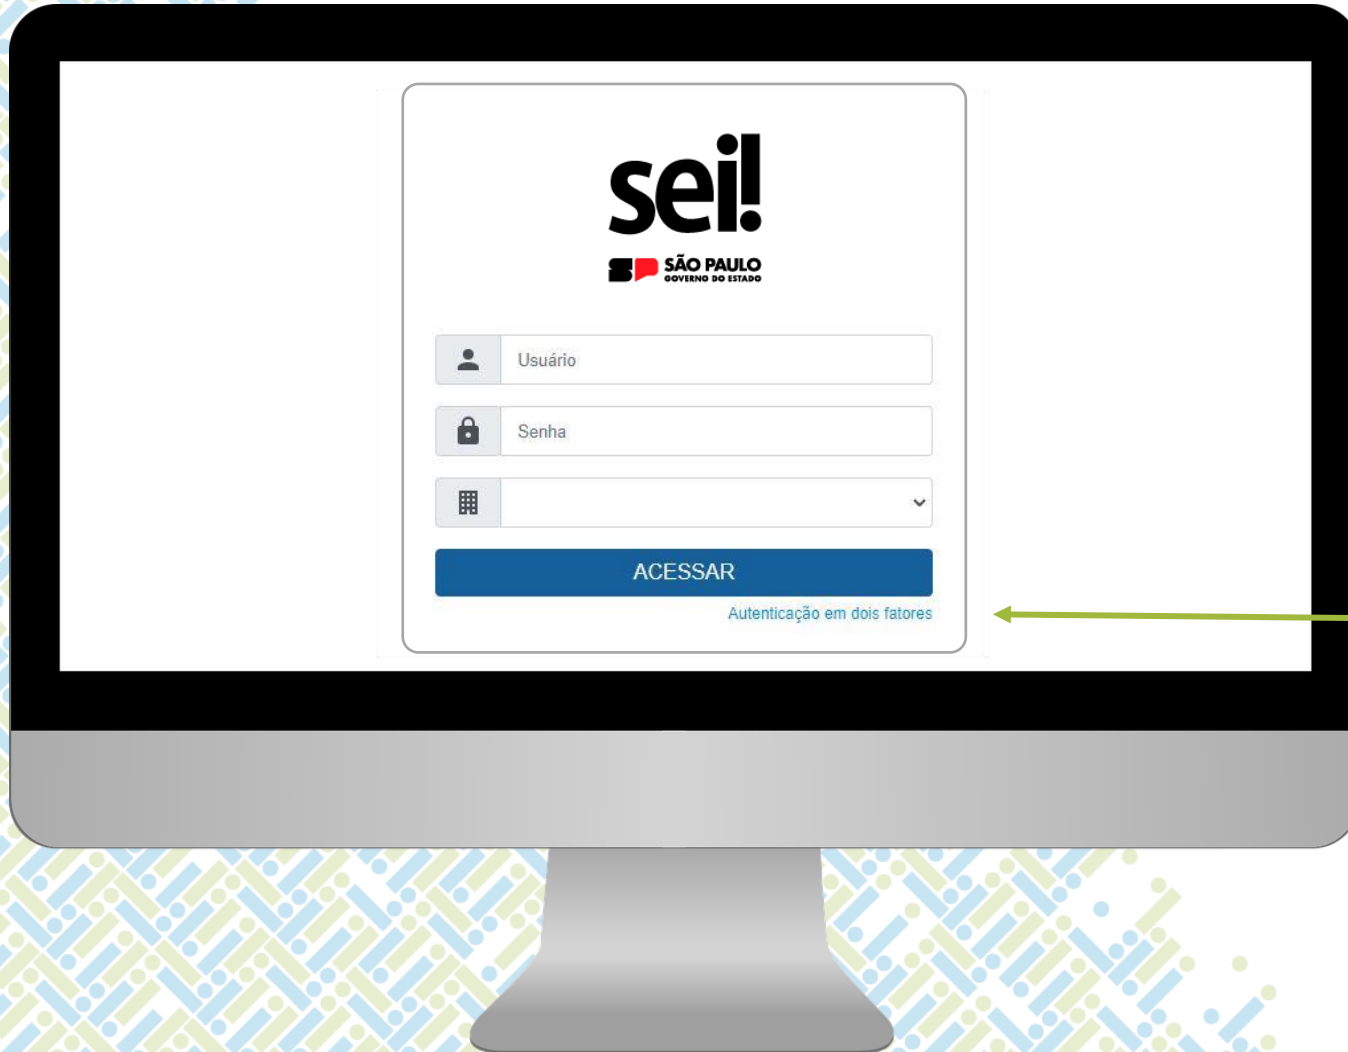 sei!
SÃO PAULO
GOVERNO DO ESTADO
Usuário
Senha
ACESSAR
Autenticação em dois fatores